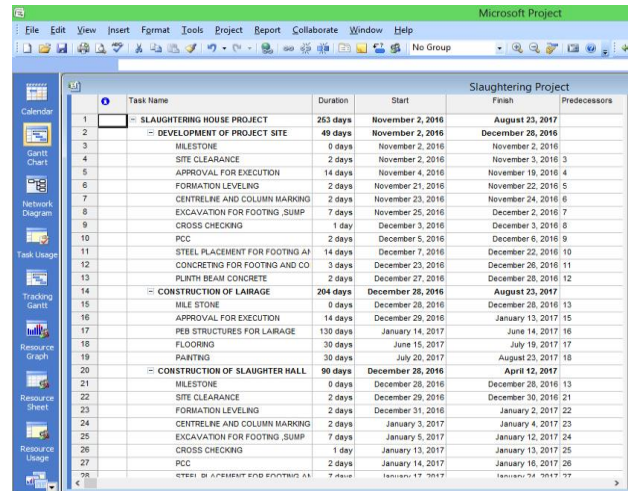 Microsoft Project
File Edit View Insert Format Tools Project Report Collaborate Window Help
No Group
Slaughtering Project
Task Name Duration Start Finish Predecessors
1 SLAUGHTERING HOUSE PROJECT 253 days November 2, 2016 August 23, 2017
2 DEVELOPMENT OF PROJECT SITE 49 days November 2, 2016 December 28, 2016
3 MILESTONE 0 days November 2, 2016 November 2, 2016
4 SITE CLEARANCE 2 days November 2, 2016 November 3, 2016 3
5 APPROVAL FOR EXECUTION 14 days November 4, 2016 November 19, 2016 4
6 FORMATION LEVELING 2 days November 21, 2016 November 22, 2016 5
7 CENTRELINE AND COLUMN MARKING 2 days November 23, 2016 November 24, 2016 6
8 EXCAVATION FOR FOOTING ,SUMP 7 days November 25, 2016 December 2, 2016 7
9 CROSS CHECKING 1 day December 3, 2016 December 3, 2016 8
10 PCC 2 days December 5, 2016 December 6, 2016 9
11 STEEL PLACEMENT FOR FOOTING AN 14 days December 7, 2016 December 22, 2016 10
12 CONCRETING FOR FOOTING AND CO 3 days December 23, 2016 December 26, 2016 11
13 PLINTH BEAM CONCRETE 2 days December 27, 2016 December 28, 2016 12
14 CONSTRUCTION OF LAIRAGE 204 days December 28, 2016 August 23, 2017
15 MILE STONE 0 days December 28, 2016 December 28, 2016 13
16 APPROVAL FOR EXECUTION 14 days December 29, 2016 January 13, 2017 15
17 PEB STRUCTURES FOR LAIRAGE 130 days January 14, 2017 June 14, 2017 16
18 FLOORING 30 days June 15, 2017 July 19, 2017 17
19 PAINTING 30 days July 20, 2017 August 23, 2017 18
20 CONSTRUCTION OF SLAUGHTER HALL 90 days December 28, 2016 April 12, 2017
21 MILESTONE 0 days December 28, 2016 December 28, 2016 13
22 SITE CLEARANCE 2 days December 29, 2016 December 30, 2016 21
23 FORMATION LEVELING 2 days December 31, 2016 January 2, 2017 22
24 CENTRELINE AND COLUMN MARKING 2 days January 3, 2017 January 4, 2017 23
25 EXCAVATION FOR FOOTING ,SUMP 7 days January 5, 2017 January 12, 2017 24
26 CROSS CHECKING 1 day January 13, 2017 January 13, 2017 25
27 PCC 2 days January 14, 2017 January 16, 2017 26
28 STEEL PLACEMENT FOR FOOTING AN 7 days January 17, 2017 January 24, 2017 27
Calendar
Gantt
Chart
Network
Diagram
Task Usage
Tracking
Gantt
Resource
Graph
Resource
Sheet
Resource
Usage